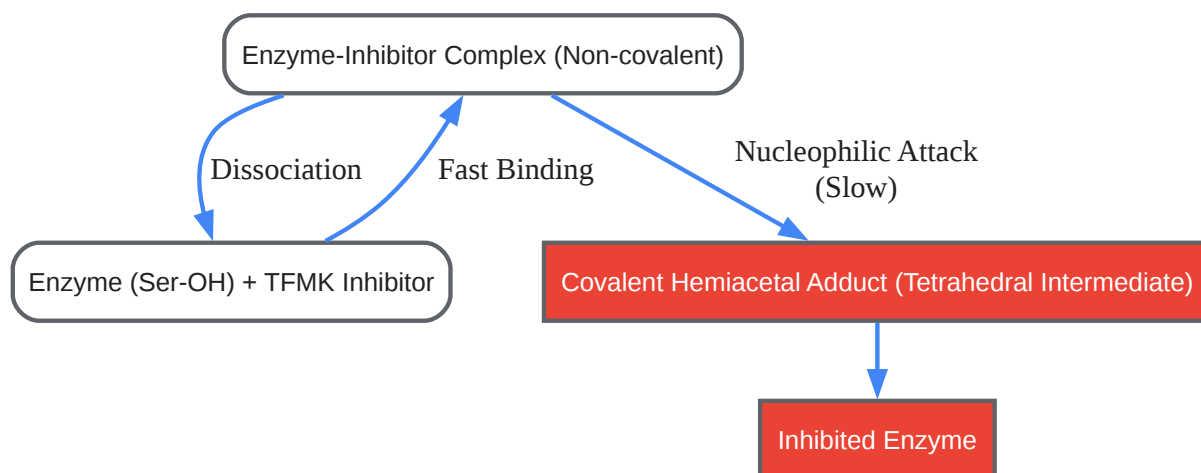 Enzyme-Inhibitor Complex (Non-covalent)
Dissociation
Fast Binding
Nucleophilic Attack
(Slow)
Enzyme (Ser-OH) + TFMK Inhibitor
Covalent Hemiacetal Adduct (Tetrahedral Intermediate)
Inhibited Enzyme